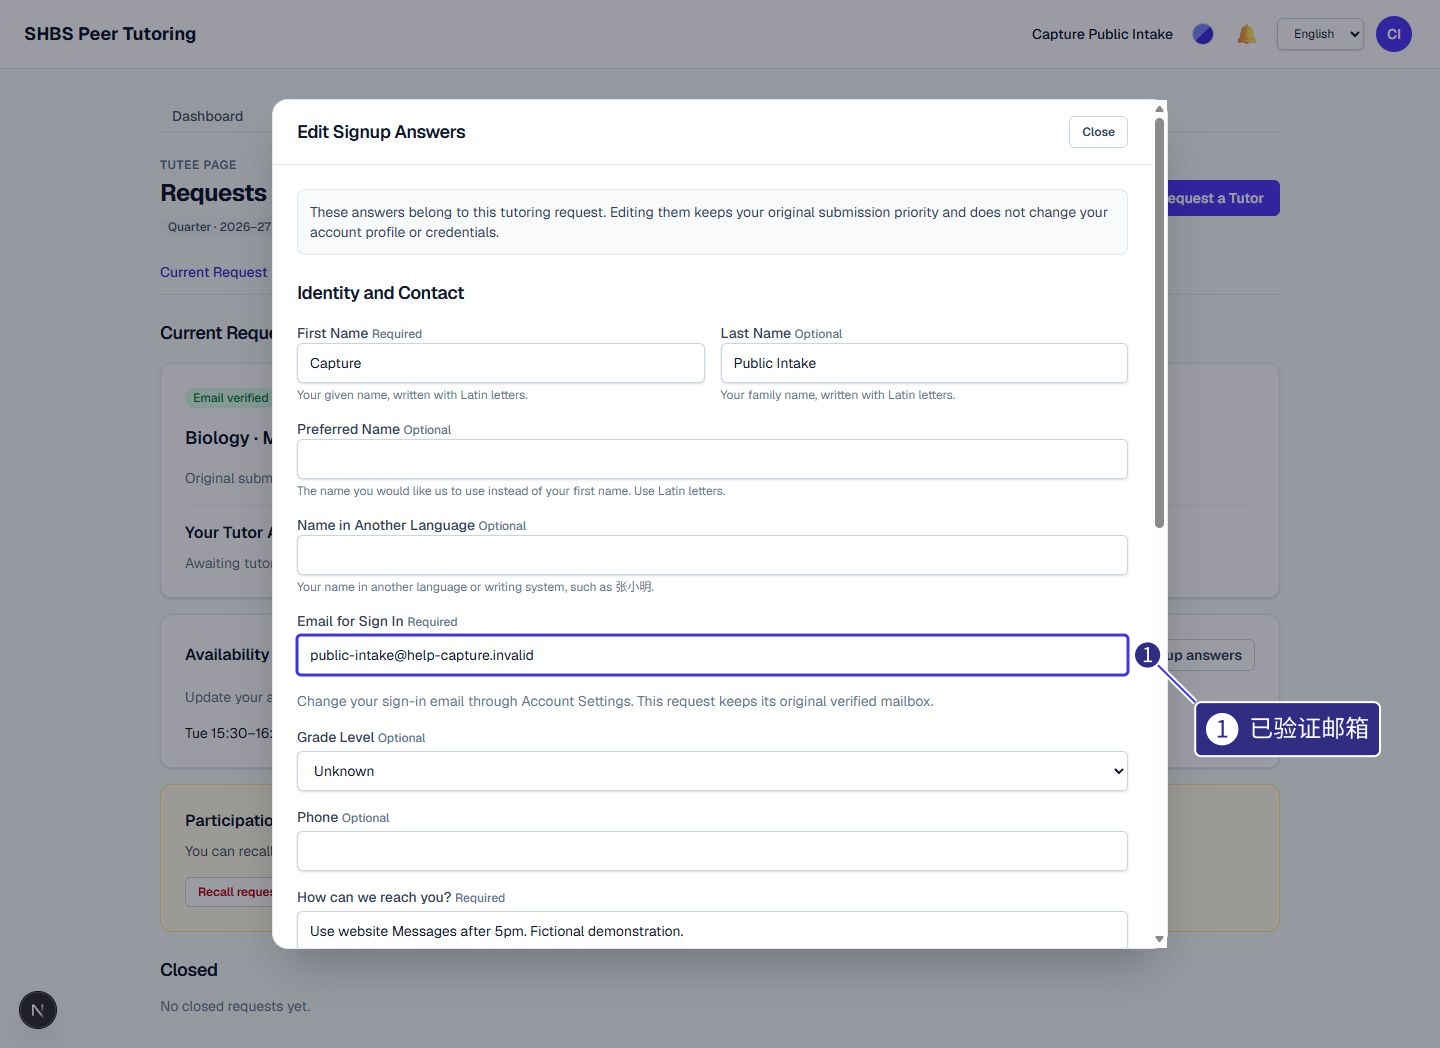 SHBS Peer Tutoring
Capture Public Intake
English
CI
Dashboard
TUTEE PAGE
Requests
Quarter · 2026–27
equest a Tutor
Current Request
Current Reque
Email verified
Biology · M
Original subm
Your Tutor A
Awaiting tuto
Availability
up answers
Update your a
Tue 15:30–16:
Participatio
You can recall
Recall reques
Closed
No closed requests yet.
N
Edit Signup Answers
Close
These answers belong to this tutoring request. Editing them keeps your original submission priority and does not change your
account profile or credentials.
Identity and Contact
First Name Required
Last Name Optional
Capture
Public Intake
Your given name, written with Latin letters.
Your family name, written with Latin letters.
Preferred Name Optional
The name you would like us to use instead of your first name. Use Latin letters.
Name in Another Language Optional
Your name in another language or writing system, such as 张小明.
Email for Sign In Required
public-intake@help-capture.invalid
1
1 已验证邮箱
Change your sign-in email through Account Settings. This request keeps its original verified mailbox.
Grade Level Optional
Unknown
Phone Optional
How can we reach you? Required
Use website Messages after 5pm. Fictional demonstration.